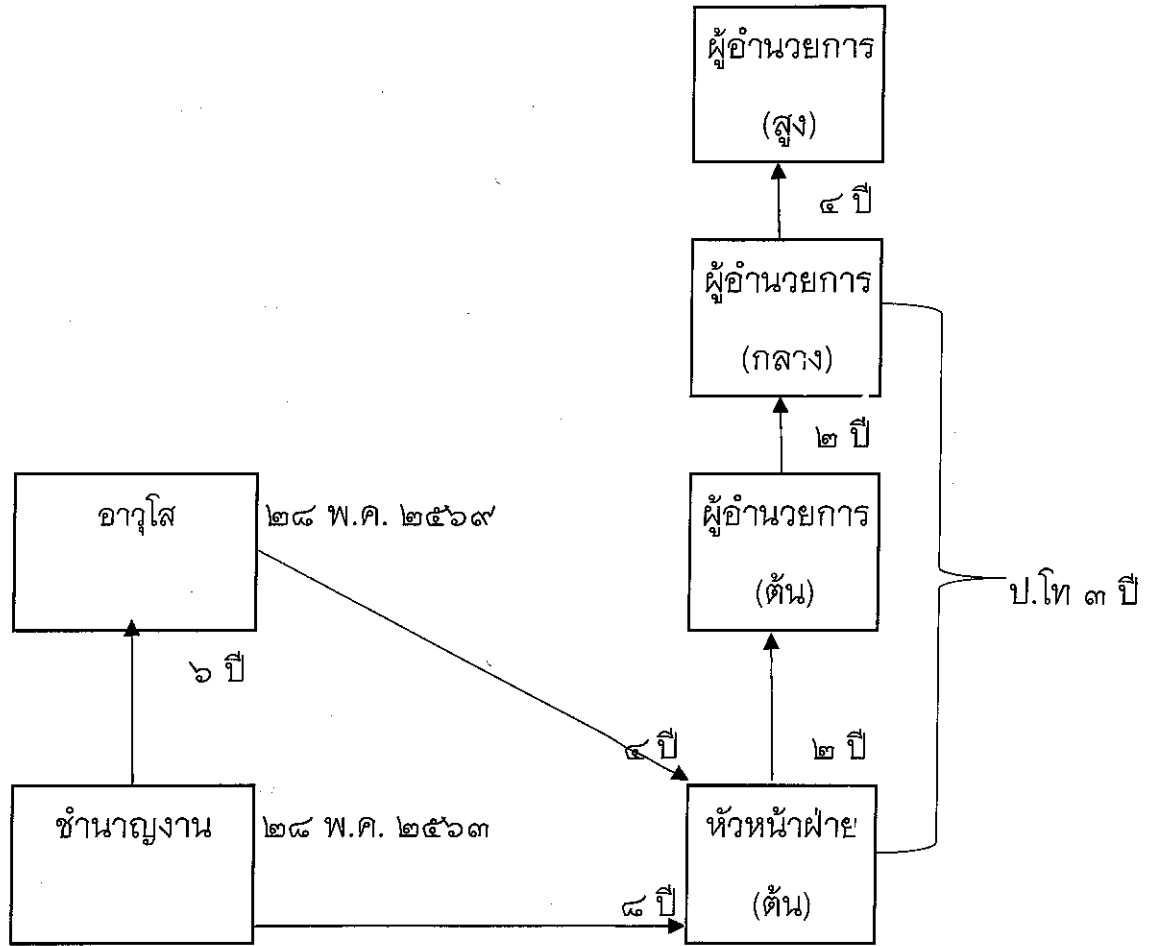 ผู้อำนวยการ
(สูง)
๔ ปี
ผู้อำนวยการ
(กลาง)
๒ ปี
อาวุโส
๒๘ พ.ค. ๒๕๖๙
ผู้อำนวยการ
(ต้น)
ป.โท ๓ ปี
๖ ปี
๔ ปี
๒ ปี
ชำนาญงาน
๒๘ พ.ค. ๒๕๖๓
หัวหน้าฝ่าย
(ต้น)
๘ ปี